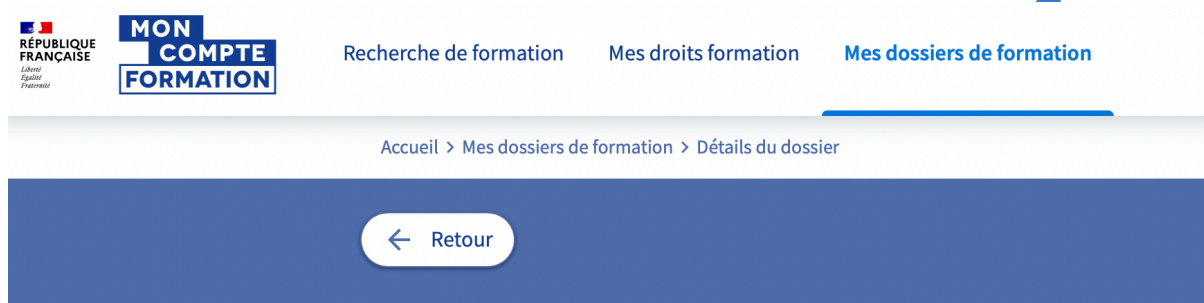 RÉPUBLIQUE
FRANÇAISE
Liberté
Égalité
Fraternité
MON
COMPTE
FORMATION
Recherche de formation Mes droits formation Mes dossiers de formation
Accueil > Mes dossiers de formation > Détails du dossier
← Retour